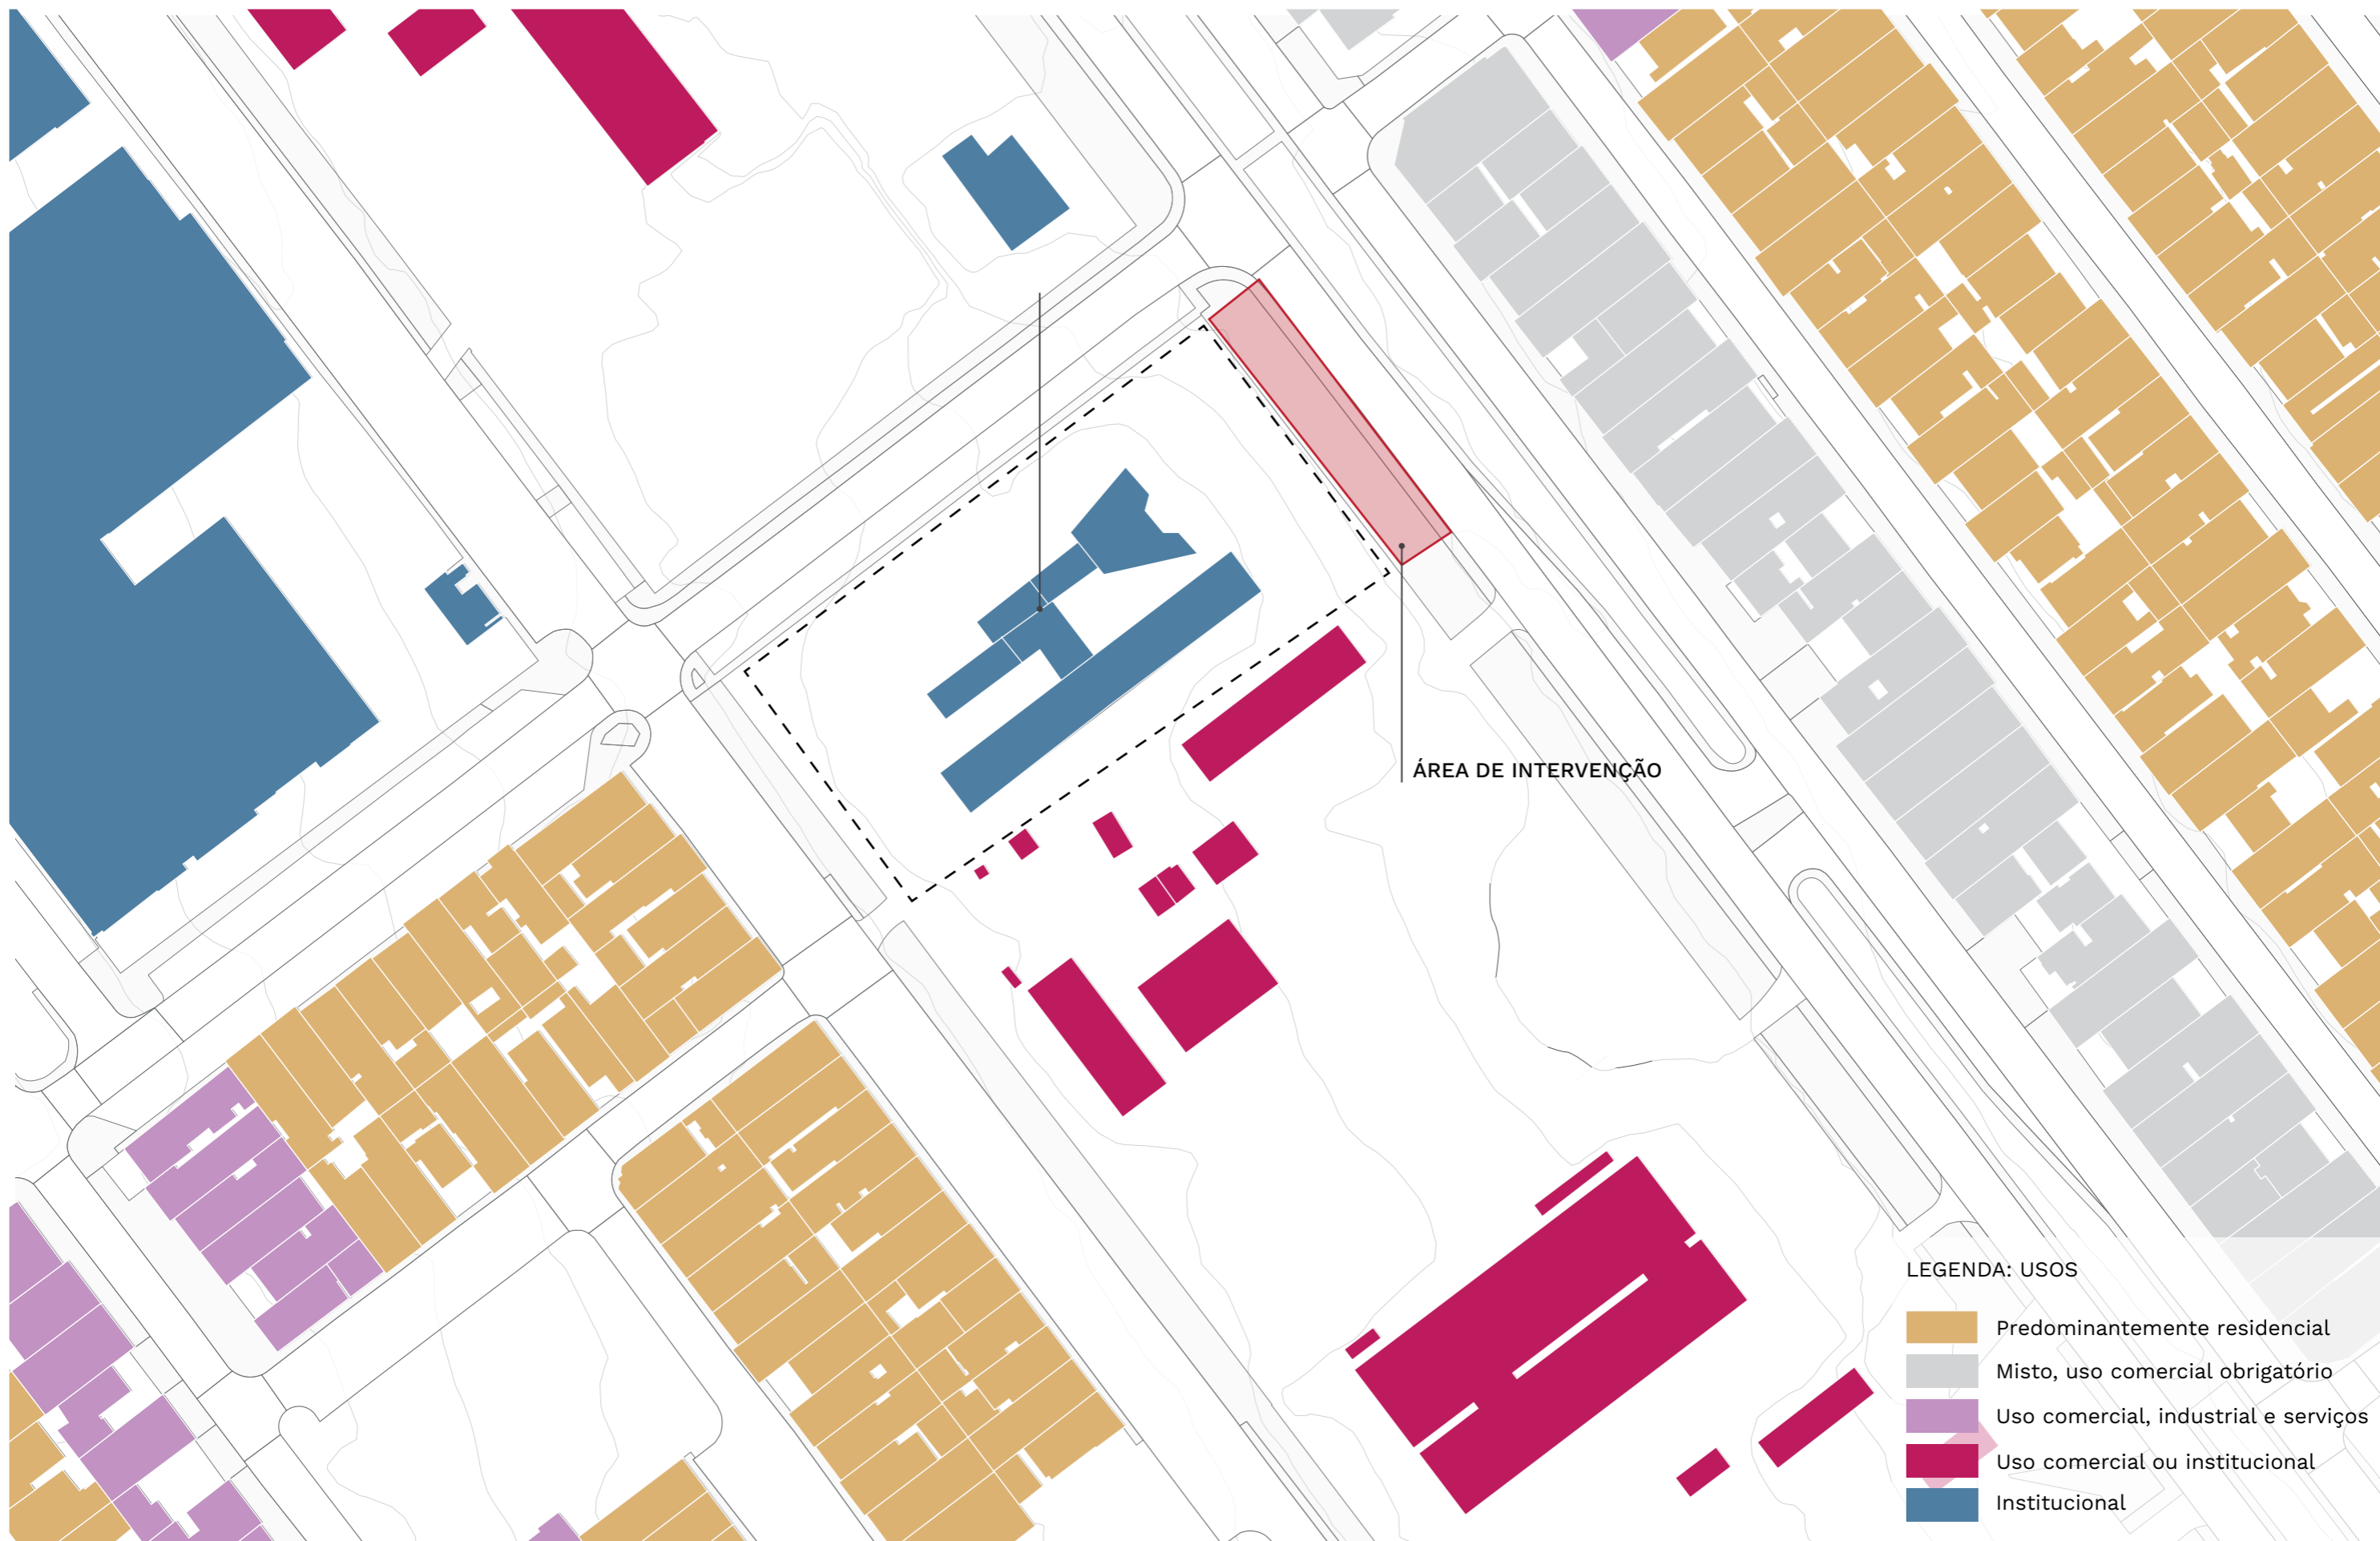 ÁREA DE INTERVENÇÃO
LEGENDA: USOS
Predominantemente residencial
Misto, uso comercial obrigatório
Uso comercial, industrial e serviços
Uso comercial ou institucional
Institucional